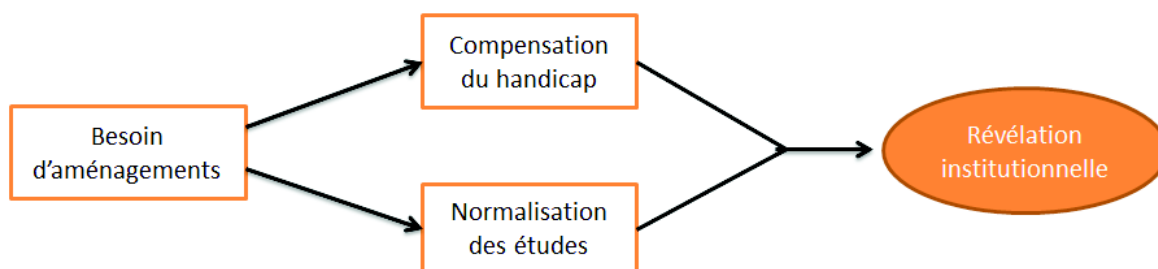 Besoin
d’aménagements
Compensation
du handicap
Normalisation
des études
Révélation
institutionnelle